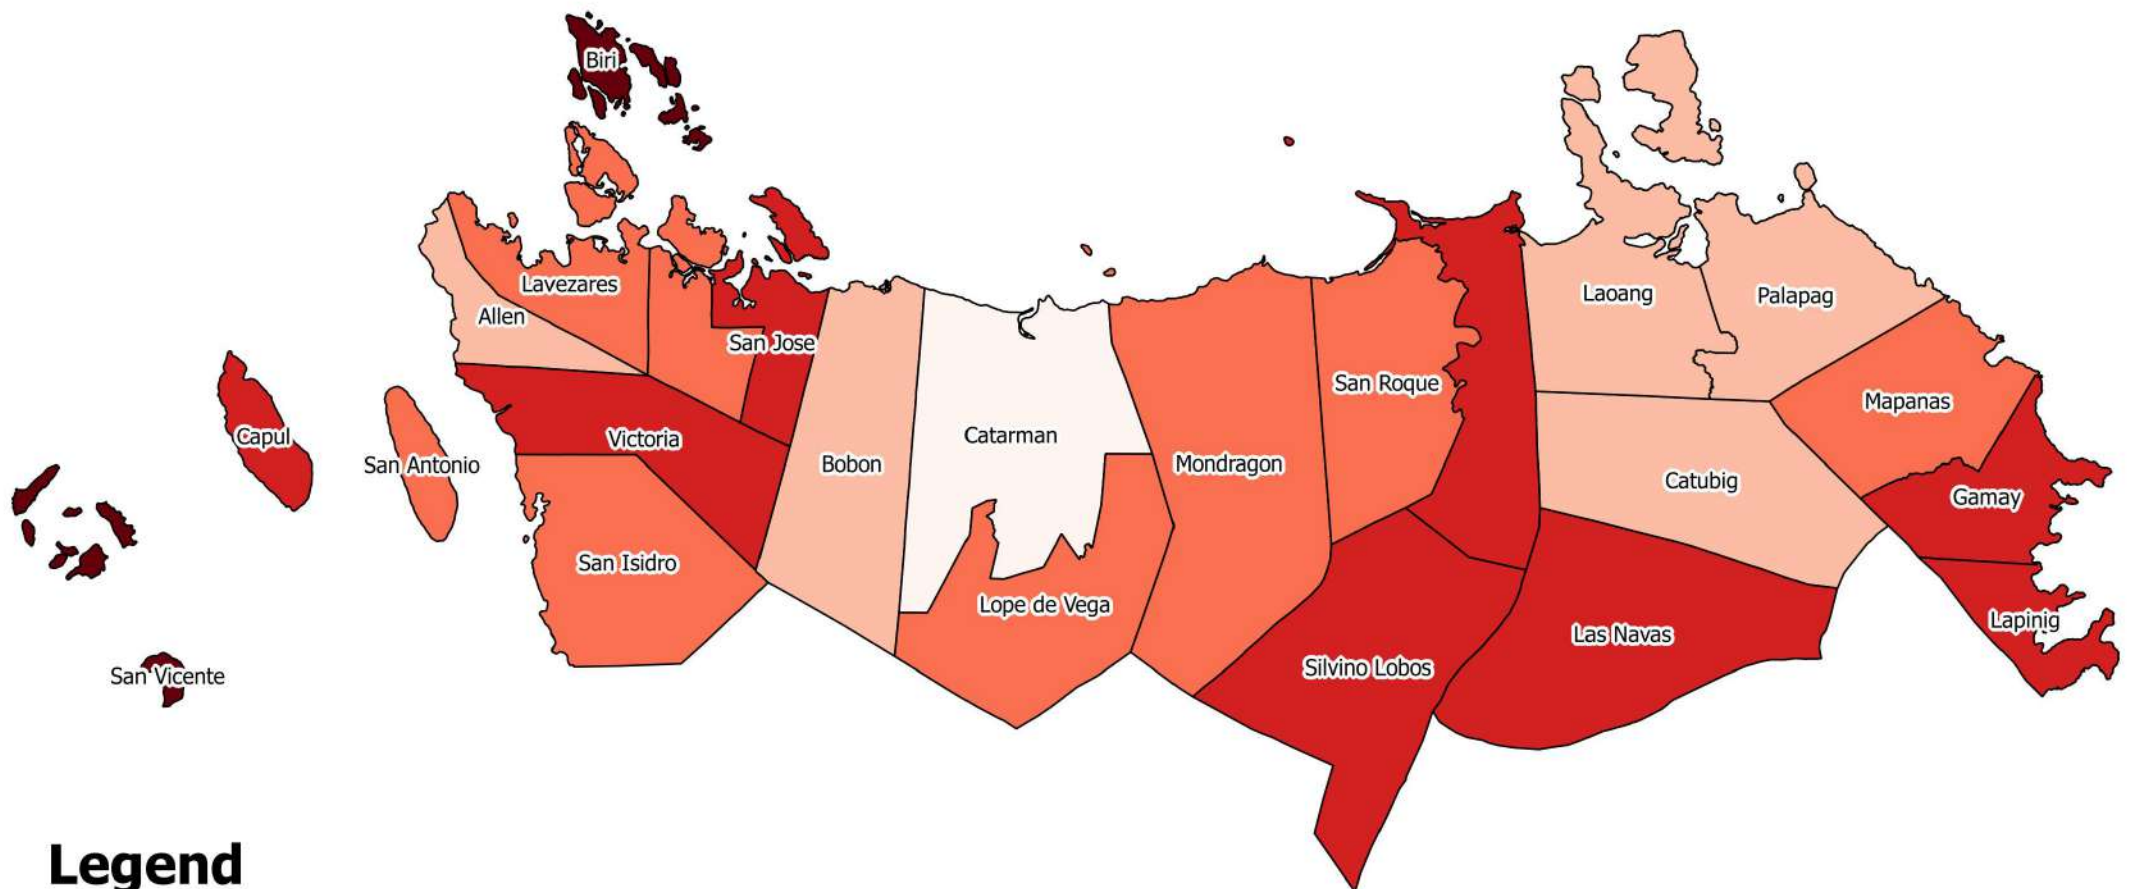 Biri
Lavezares
Allen
San Jose
Laoang
Palapag
San Roque
Mapanas
Capul
San Antonio
Victoria
Bobon
Catarman
Mondragon
Catubig
Gamay
San Isidro
Lope de Vega
Las Navas
Lapinig
San Vicente
Silvino Lobos
Legend